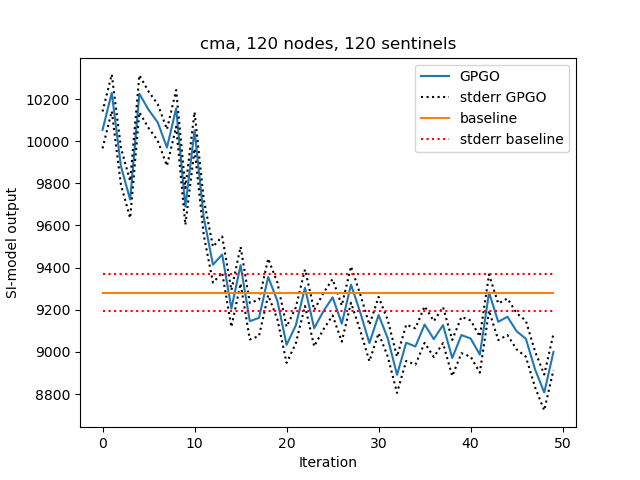 cma, 120 nodes, 120 sentinels
GPGO
stderr GPGO
baseline
stderr baseline
SI-model output
10200
10000
9800
9600
9400
9200
9000
8800
0 10 20 30 40 50
Iteration